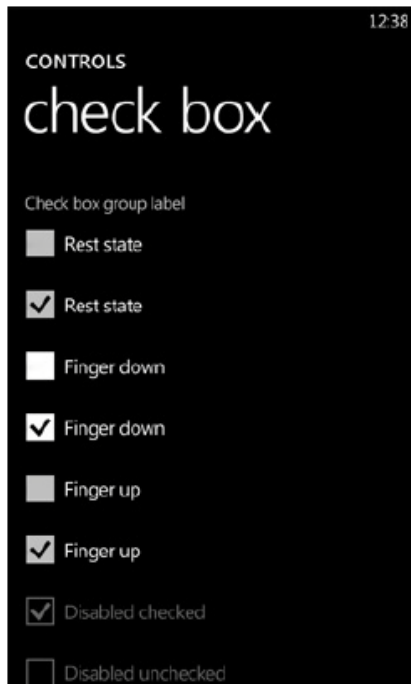 12:38
CONTROLS
check box
Check box group label
Rest state
Rest state
Finger down
Finger down
Finger up
Finger up
Disabled checked
Disabled unchecked